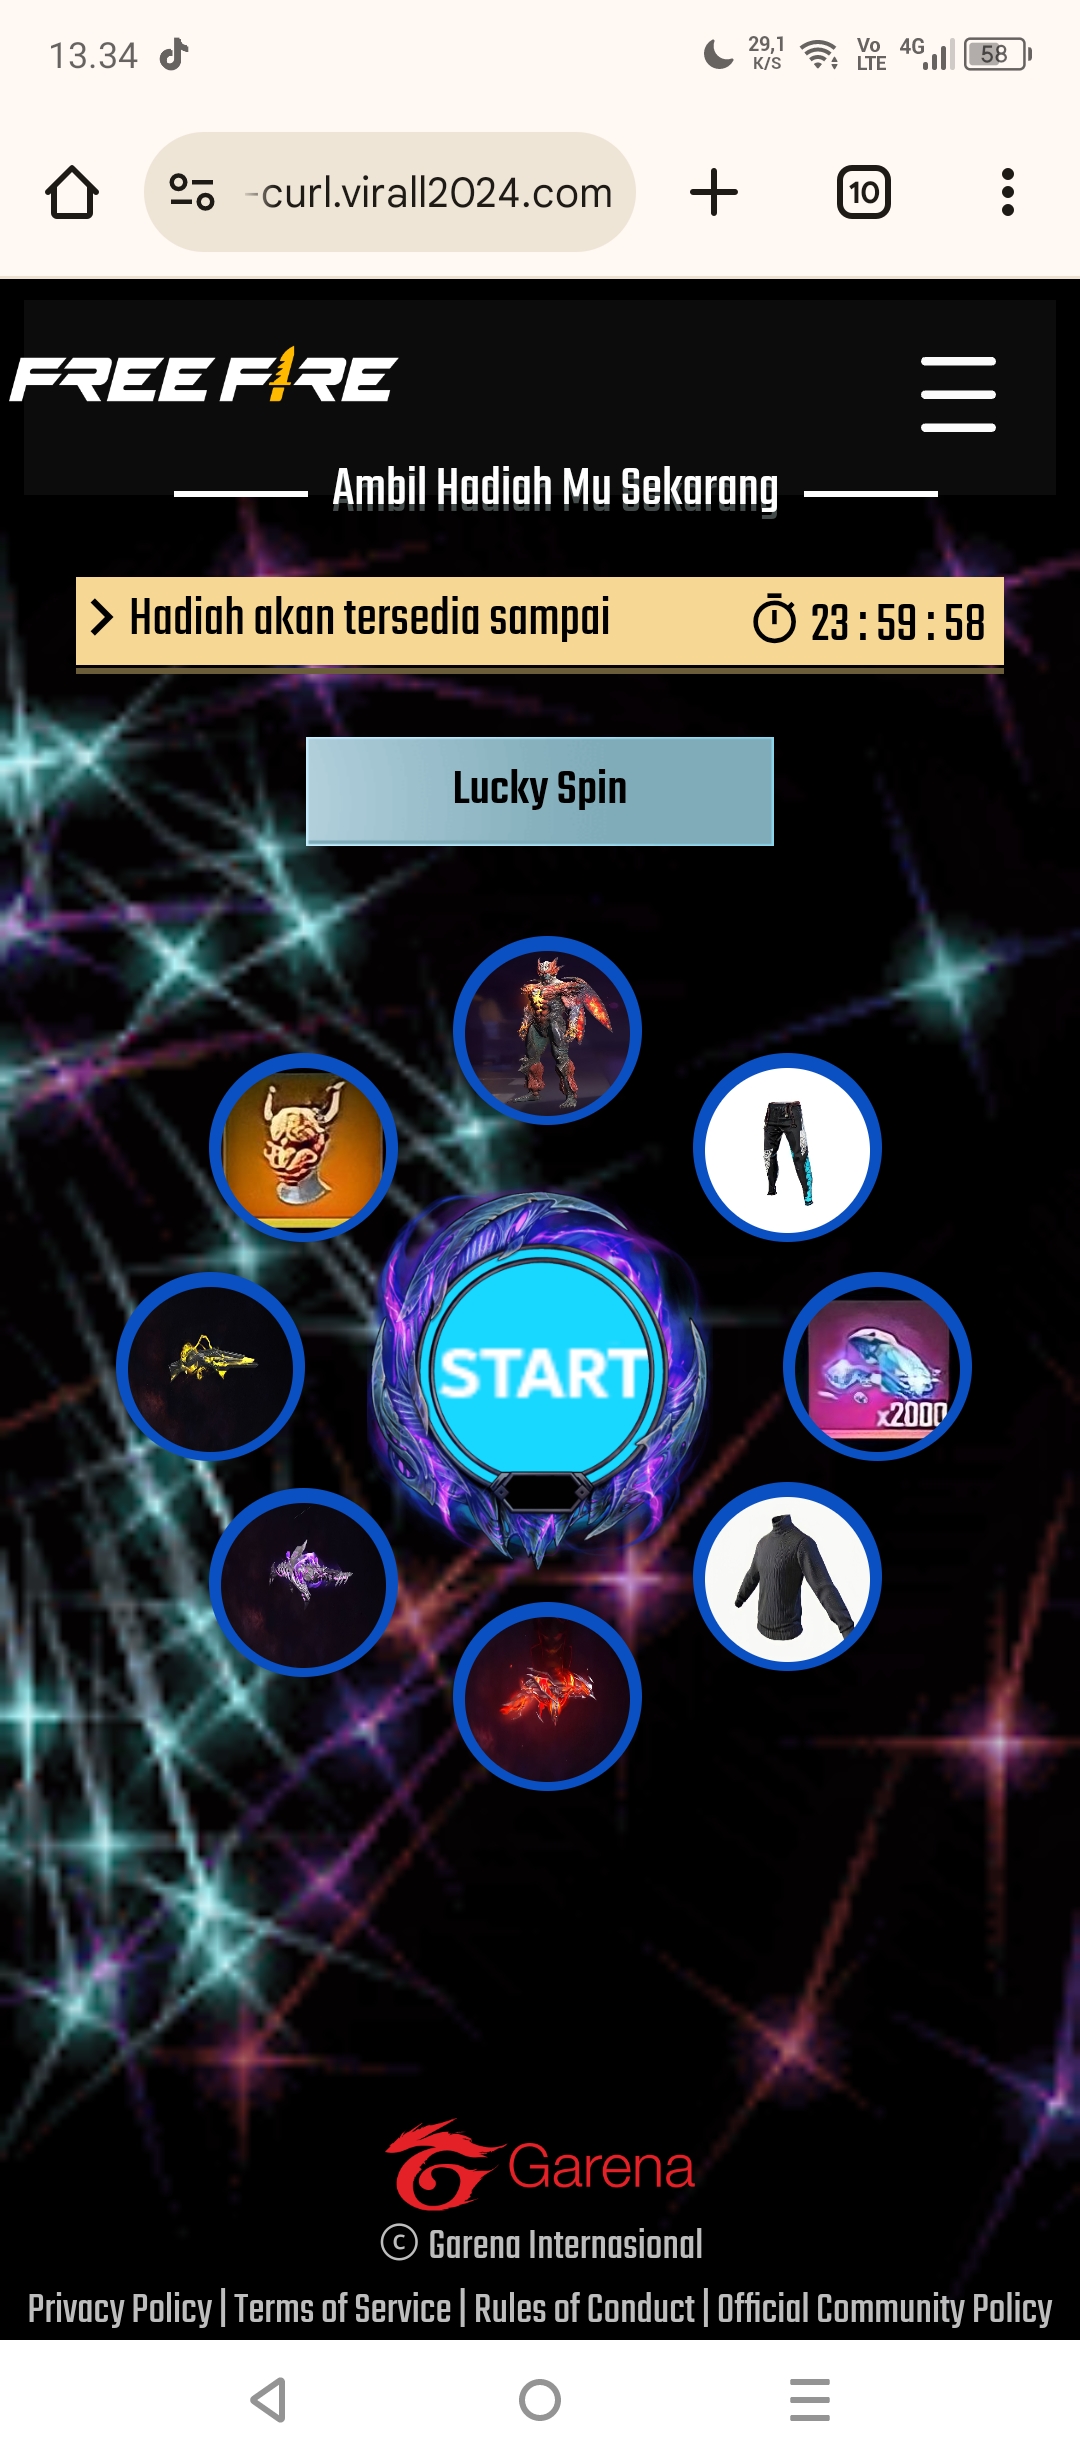 13.34
29,1
K/S
Vo
LTE
4G
58
-curl.virall2024.com
10
FREE FIRE
Ambil Hadiah Mu Sekarang
Hadiah akan tersedia sampai
23 : 59 : 58
Lucky Spin
START
x2000
Garena
© Garena Internasional
Privacy Policy | Terms of Service | Rules of Conduct | Official Community Policy